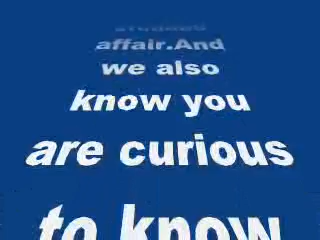 affair.And
we also
know you
are curious
to know